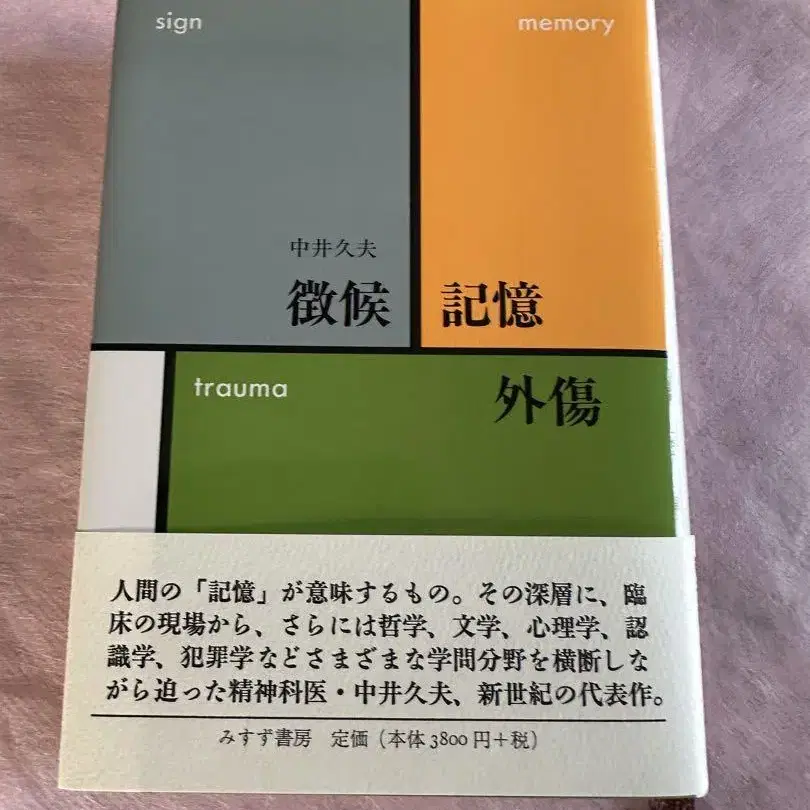 sign
memory
中井久夫
徴候
記憶
trauma
外傷
人間の「記憶」が意味するもの。その深層に、臨
床の現場から、さらには哲学、文学、心理学、認
識学、犯罪学などさまざまな学問分野を横断しな
がら迫った精神科医・中井久夫、新世紀の代表作。
みすず書房 定価（本体3800円＋税）